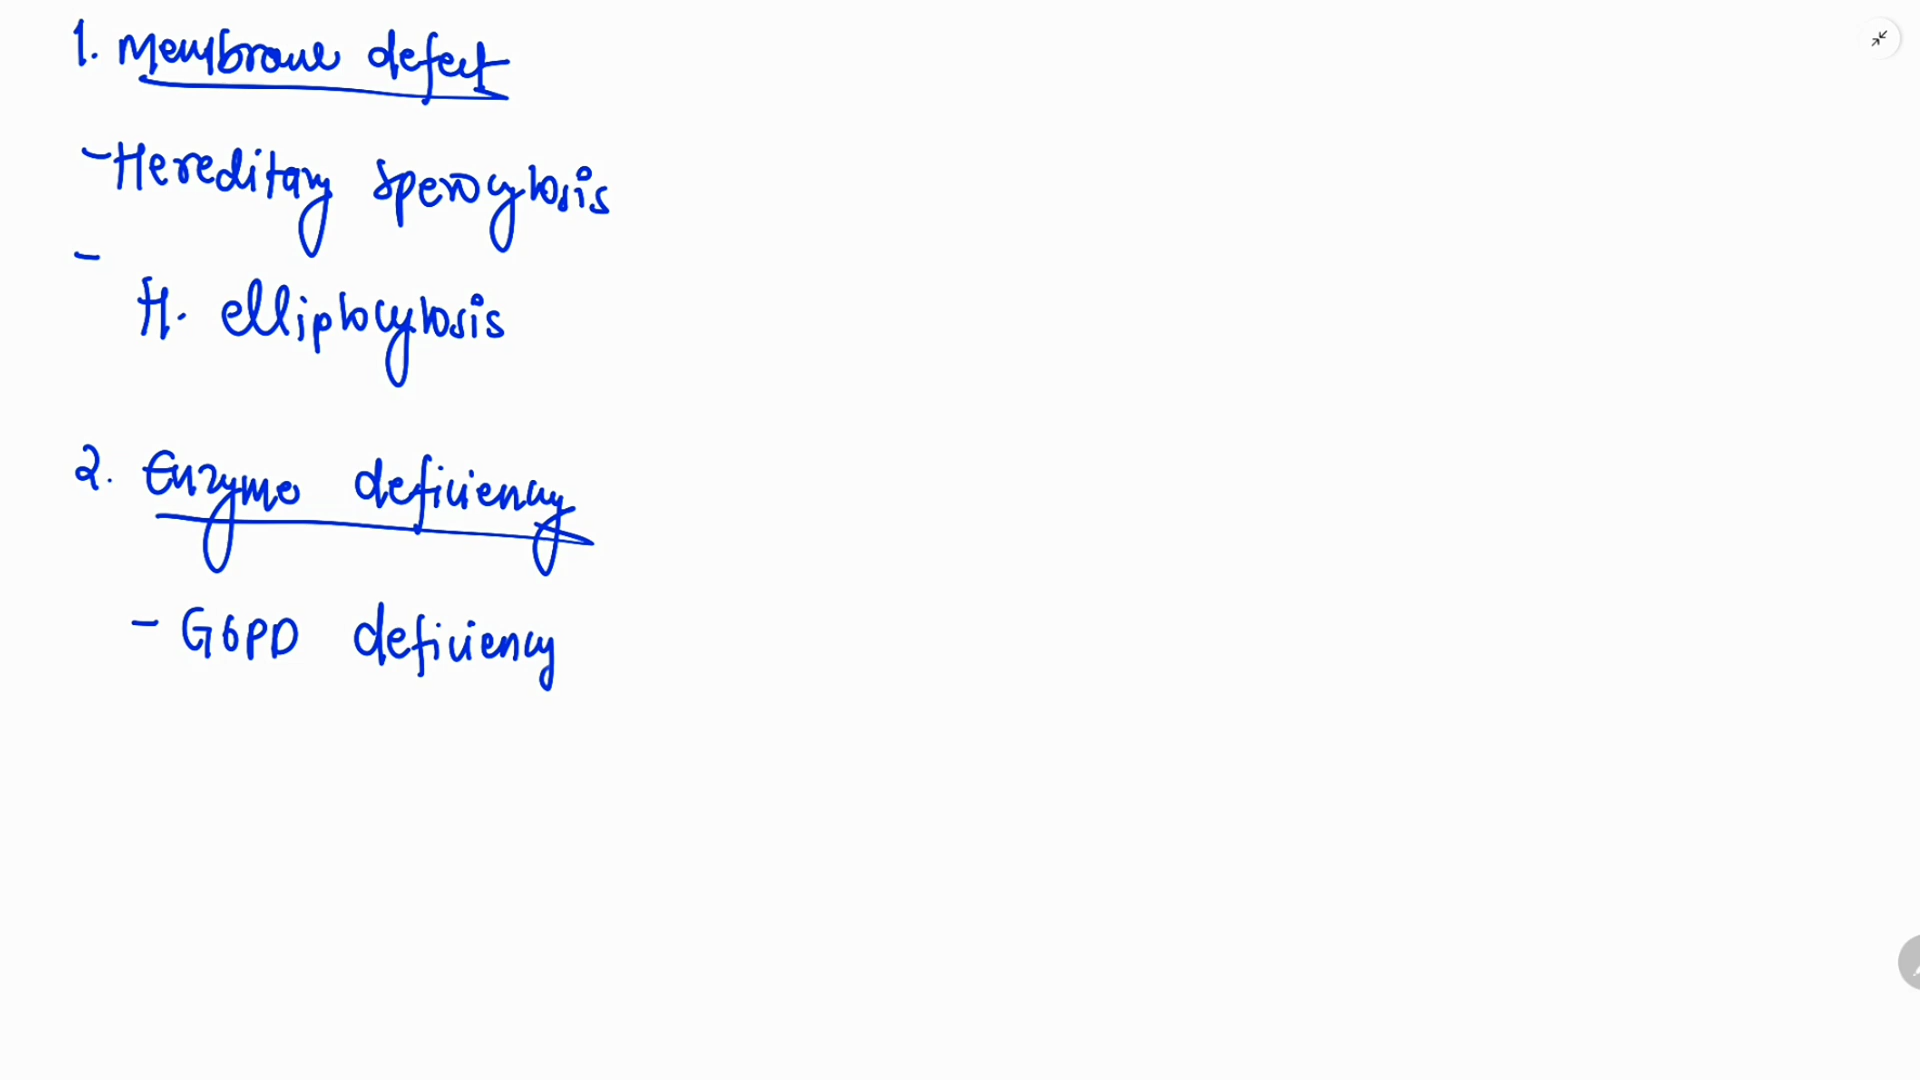 1. Membrane defect
- Hereditary sperocytosis
-
H. elliptocytosis
2. Enzyme deficiency
- G6PD deficiency